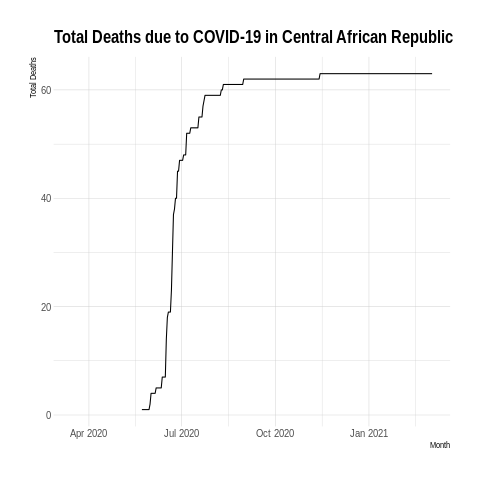 Total Deaths due to COVID-19 in Central African Republic
Total Deaths
60
40
20
0
Apr 2020 Jul 2020 Oct 2020 Jan 2021
Month